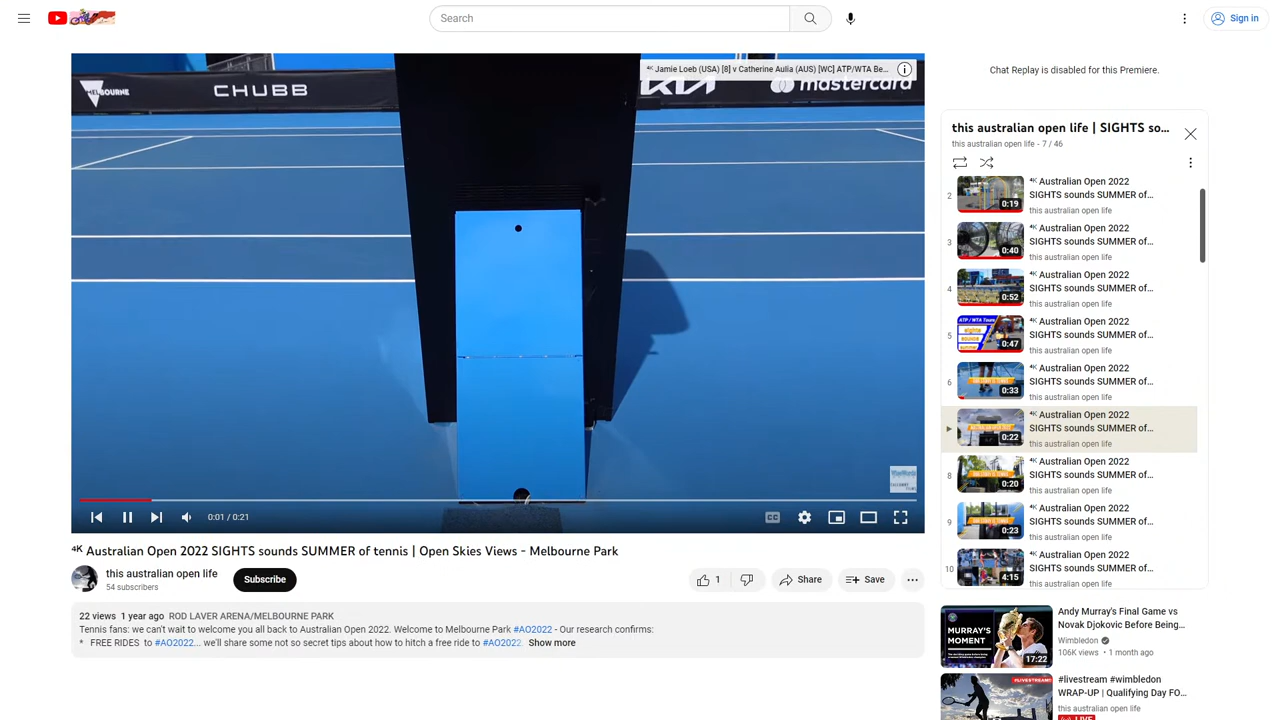 Search
Sign in
MELBOURNE
CHUBB
KIA
mastercard
⁴ᴷ Jamie Loeb (USA) [8] v Catherine Aulia (AUS) [WC] ATP/WTA Be...
0:01 / 0:21
CC
⁴ᴷ Australian Open 2022 SIGHTS sounds SUMMER of tennis | Open Skies Views - Melbourne Park
this australian open life
54 subscribers
Subscribe
1
Share
Save
22 views 1 year ago ROD LAVER ARENA/MELBOURNE PARK
Tennis fans: we can't wait to welcome you all back to Australian Open 2022. Welcome to Melbourne Park #AO2022 - Our research confirms:
* FREE RIDES to #AO2022... we'll share some not so secret tips about how to hitch a free ride to #AO2022. Show more
Chat Replay is disabled for this Premiere.
this australian open life | SIGHTS so...
this australian open life - 7 / 46
2
0:19
⁴ᴷ Australian Open 2022
SIGHTS sounds SUMMER of...
this australian open life
3
0:40
⁴ᴷ Australian Open 2022
SIGHTS sounds SUMMER of...
this australian open life
4
0:52
⁴ᴷ Australian Open 2022
SIGHTS sounds SUMMER of...
this australian open life
5
ATP / WTA Tours
sights
SOUNDS
summer
0:47
⁴ᴷ Australian Open 2022
SIGHTS sounds SUMMER of...
this australian open life
6
0:33
⁴ᴷ Australian Open 2022
SIGHTS sounds SUMMER of...
this australian open life
0:22
⁴ᴷ Australian Open 2022
SIGHTS sounds SUMMER of...
this australian open life
8
0:20
⁴ᴷ Australian Open 2022
SIGHTS sounds SUMMER of...
this australian open life
9
0:23
⁴ᴷ Australian Open 2022
SIGHTS sounds SUMMER of...
this australian open life
10
4:15
⁴ᴷ Australian Open 2022
SIGHTS sounds SUMMER of...
this australian open life
MURRAY'S
MOMENT
17:22
Andy Murray's Final Game vs
Novak Djokovic Before Being...
Wimbledon
106K views • 1 month ago
#LIVESTREAM
LIVE
#livestream #wimbledon
WRAP-UP | Qualifying Day FO...
this australian open life